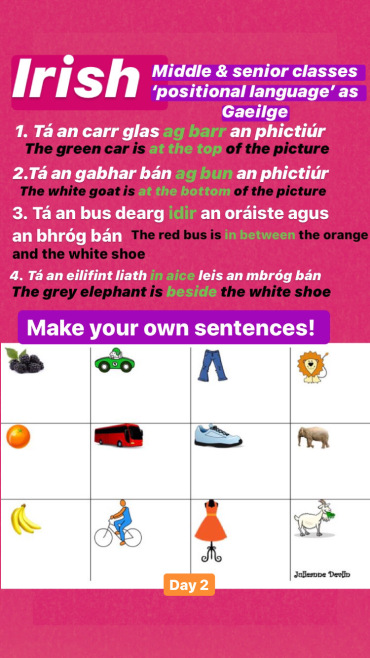 Irish
Middle & senior classes
‘positional language’ as
Gaeilge
1. Tá an carr glas ag barr an phictiúr
The green car is at the top of the picture
2.Tá an gabhar bán ag bun an phictiúr
The white goat is at the bottom of the picture
3. Tá an bus dearg idir an oráiste agus
an bhróg bán The red bus is in between the orange
and the white shoe
4. Tá an eilifint liath in aice leis an mbróg bán
The grey elephant is beside the white shoe
Make your own sentences!
Julieanne Devlin
Day 2